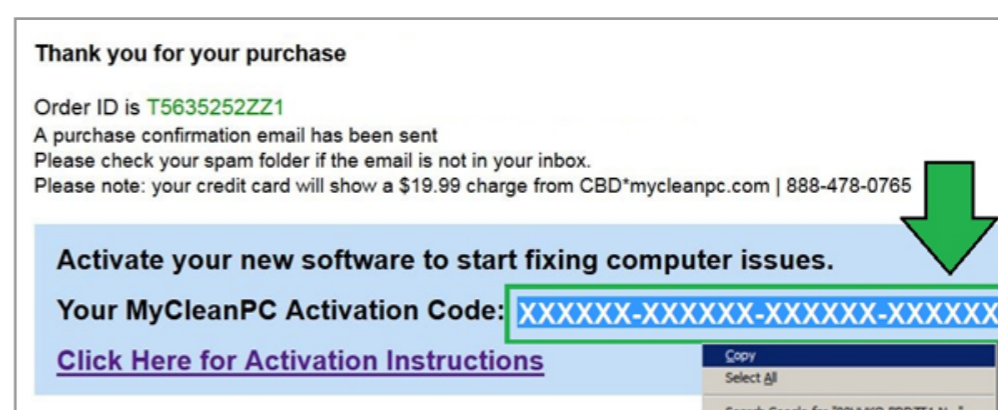 Thank you for your purchase
Order ID is T5635252ZZ1
A purchase confirmation email has been sent
Please check your spam folder if the email is not in your inbox.
Please note: your credit card will show a $19.99 charge from CBD*mycleanpc.com | 888-478-0765
Activate your new software to start fixing computer issues.
Your MyCleanPC Activation Code: XXXXXX-XXXXXX-XXXXXX-XXXXXX
Click Here for Activation Instructions
Copy
Select All